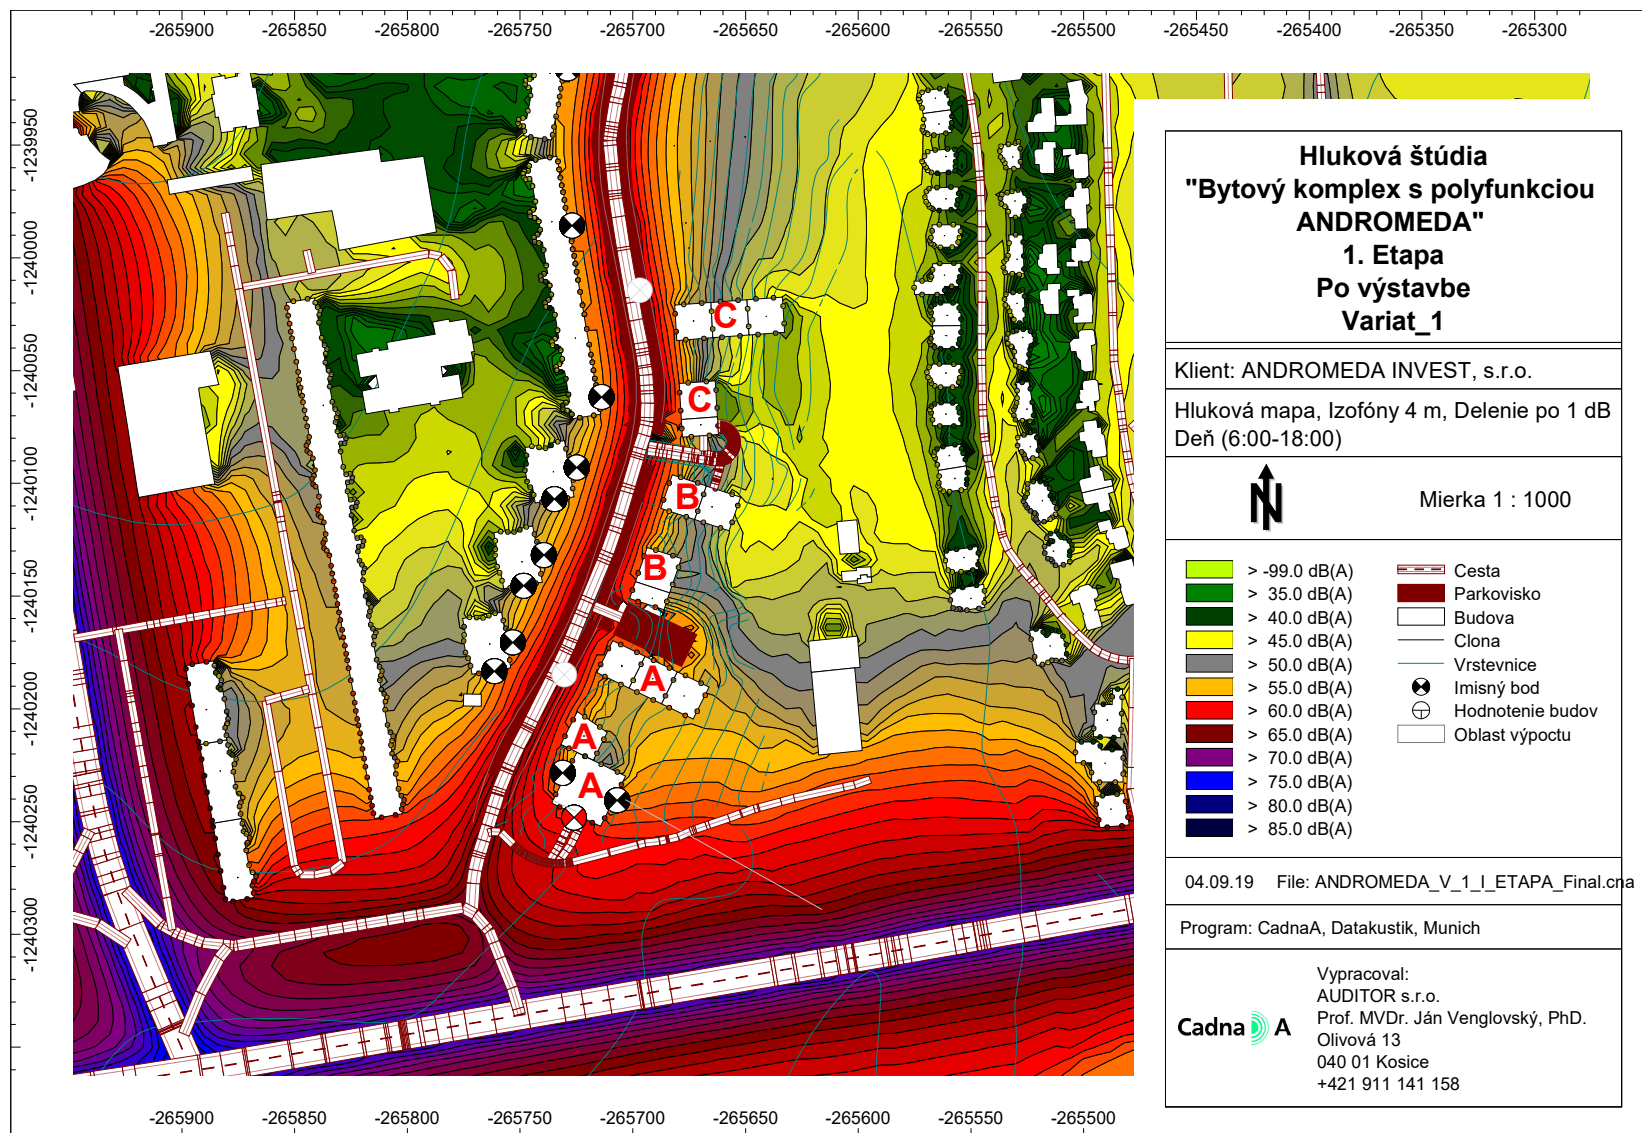 -265900 -265850 -265800 -265750 -265700 -265650 -265600 -265550 -265500 -265450 -265400 -265350 -265300
-1239950
-1240000
-1240050
-1240100
-1240150
-1240200
-1240250
-1240300
C
C
B
B
A
A
A
Hluková štúdia
"Bytový komplex s polyfunkciou
ANDROMEDA"
1. Etapa
Po výstavbe
Variat_1
Klient: ANDROMEDA INVEST, s.r.o.
Hluková mapa, Izofóny 4 m, Delenie po 1 dB
Deň (6:00-18:00)
N
Mierka 1 : 1000
> -99.0 dB(A)
> 35.0 dB(A)
> 40.0 dB(A)
> 45.0 dB(A)
> 50.0 dB(A)
> 55.0 dB(A)
> 60.0 dB(A)
> 65.0 dB(A)
> 70.0 dB(A)
> 75.0 dB(A)
> 80.0 dB(A)
> 85.0 dB(A)
Cesta
Parkovisko
Budova
Clona
Vrstevnice
Imisný bod
Hodnotenie budov
Oblast výpoctu
04.09.19 File: ANDROMEDA_V_1_I_ETAPA_Final.cna
Program: CadnaA, Datakustik, Munich
Cadna A
Vypracoval:
AUDITOR s.r.o.
Prof. MVDr. Ján Venglovský, PhD.
Olivová 13
040 01 Kosice
+421 911 141 158
-265900 -265850 -265800 -265750 -265700 -265650 -265600 -265550 -265500